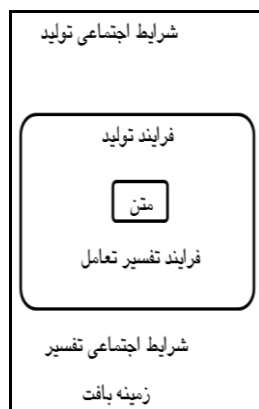 شرایط اجتماعی تولید
فرایند تولید
متن
فرایند تفسیر تعامل
شرایط اجتماعی تفسیر
زمینه بافت